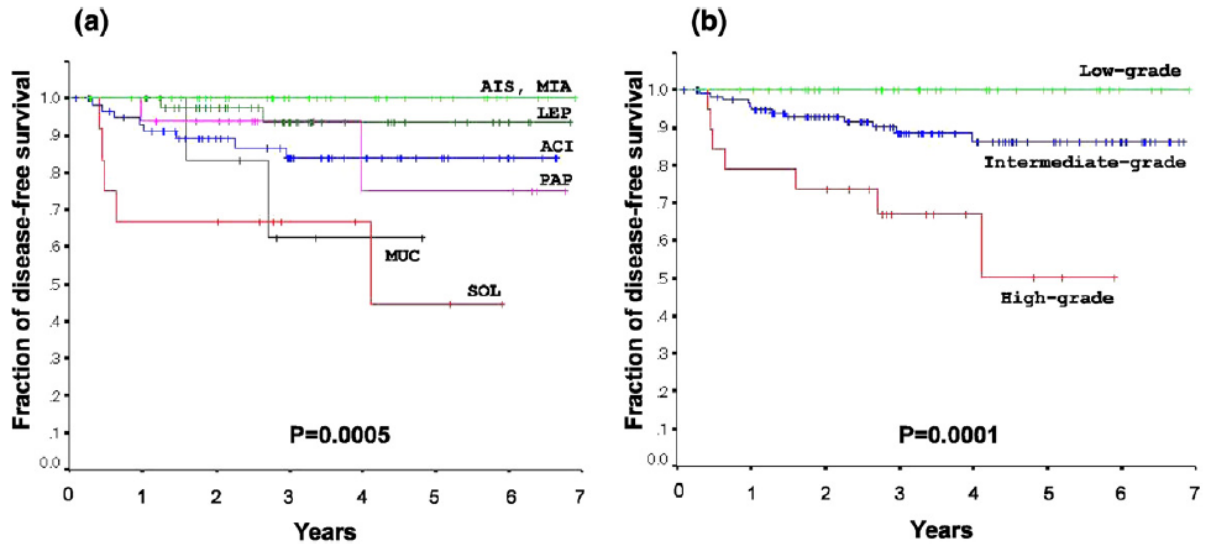 (a)
Fraction of disease-free survival
1.0
.9
.8
.7
.6
.5
.4
.3
.2
.1
0.0
AIS, MIA
LEP
ACI
PAP
MUC
SOL
P=0.0005
0 1 2 3 4 5 6 7
Years
(b)
Fraction of disease-free survival
1.0
.9
.8
.7
.6
.5
.4
.3
.2
.1
0.0
Low-grade
Intermediate-grade
High-grade
P=0.0001
0 1 2 3 4 5 6 7
Years